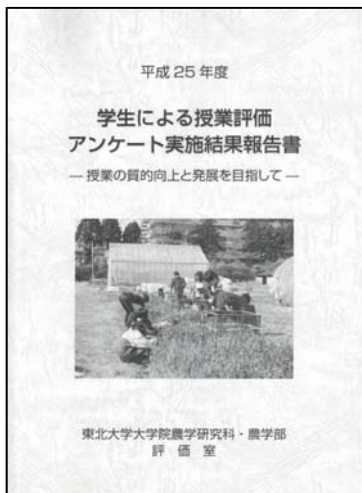 平成25年度
学生による授業評価
アンケート実施結果報告書
― 授業の質的向上と発展を目指して ―
東北大学大学院農学研究科・農学部
評 価 室